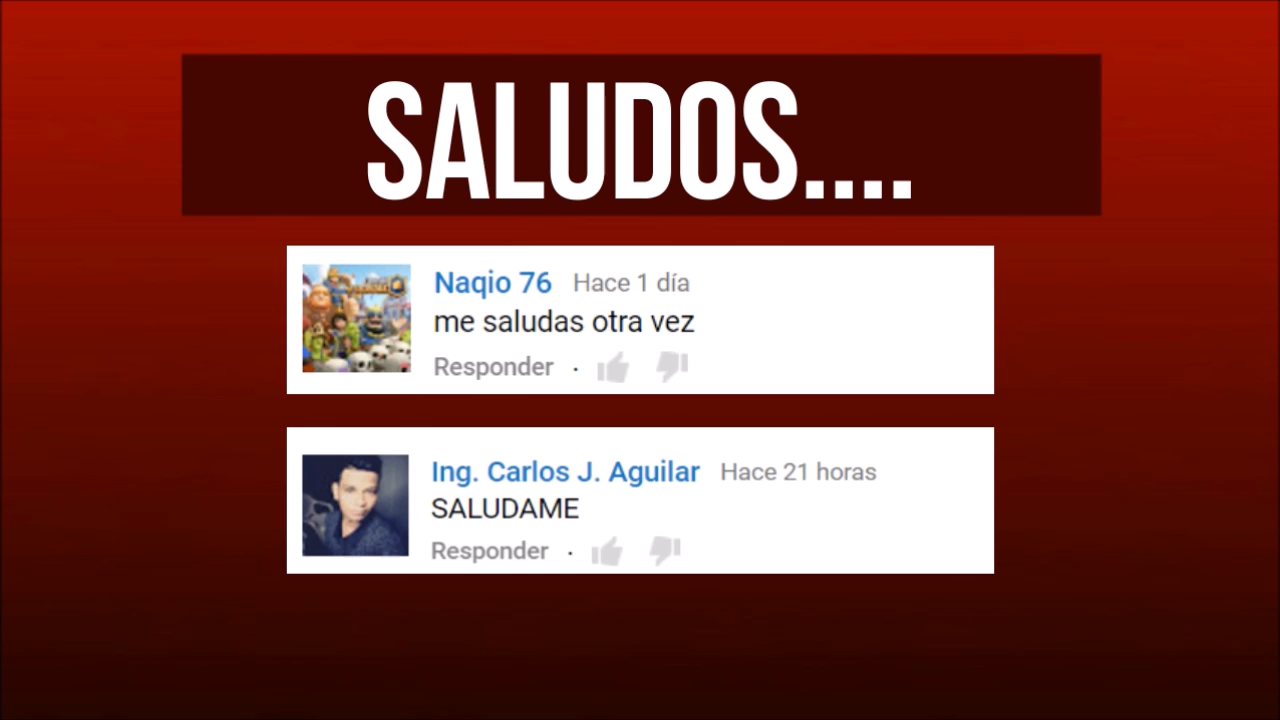 SALUDOS....
Naqio 76 Hace 1 día
me saludas otra vez
Responder ·
Ing. Carlos J. Aguilar Hace 21 horas
SALUDAME
Responder ·